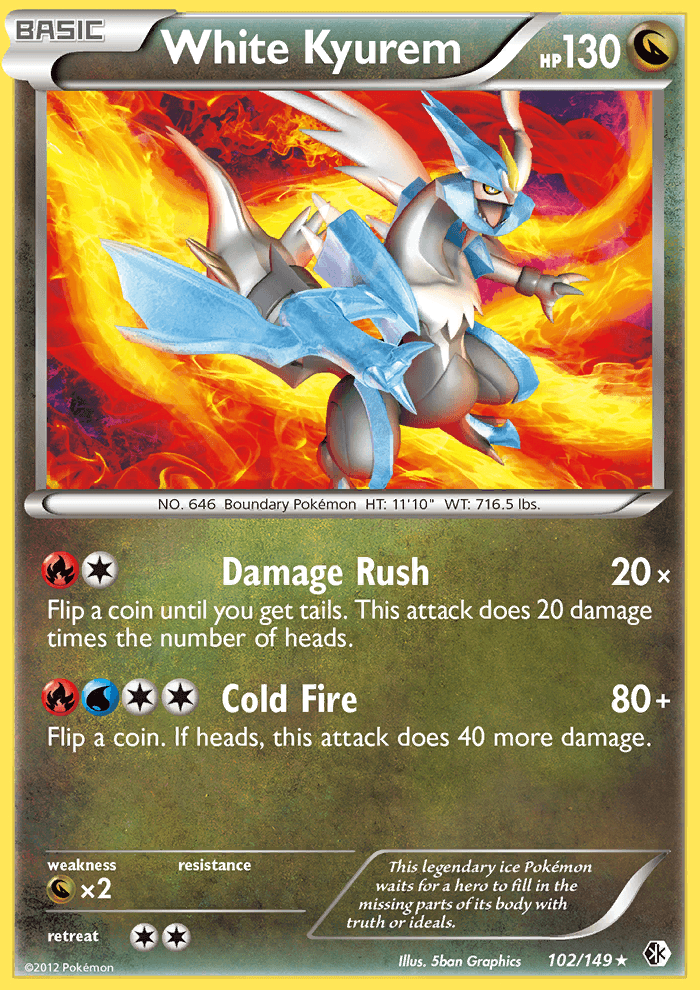 BASIC
White Kyurem
HP130
NO. 646 Boundary Pokémon HT: 11'10" WT: 716.5 lbs.
Damage Rush 20×
Flip a coin until you get tails. This attack does 20 damage
times the number of heads.
Cold Fire 80+
Flip a coin. If heads, this attack does 40 more damage.
weakness
×2
resistance
retreat
This legendary ice Pokémon
waits for a hero to fill in the
missing parts of its body with
truth or ideals.
©2012 Pokémon
Illus. 5ban Graphics
102/149★